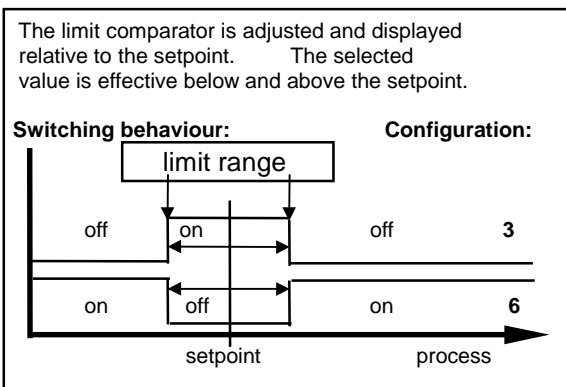 The limit comparator is adjusted and displayed
relative to the setpoint. The selected
value is effective below and above the setpoint.
Switching behaviour: Configuration:
limit range
off on off 3
on off on 6
setpoint process